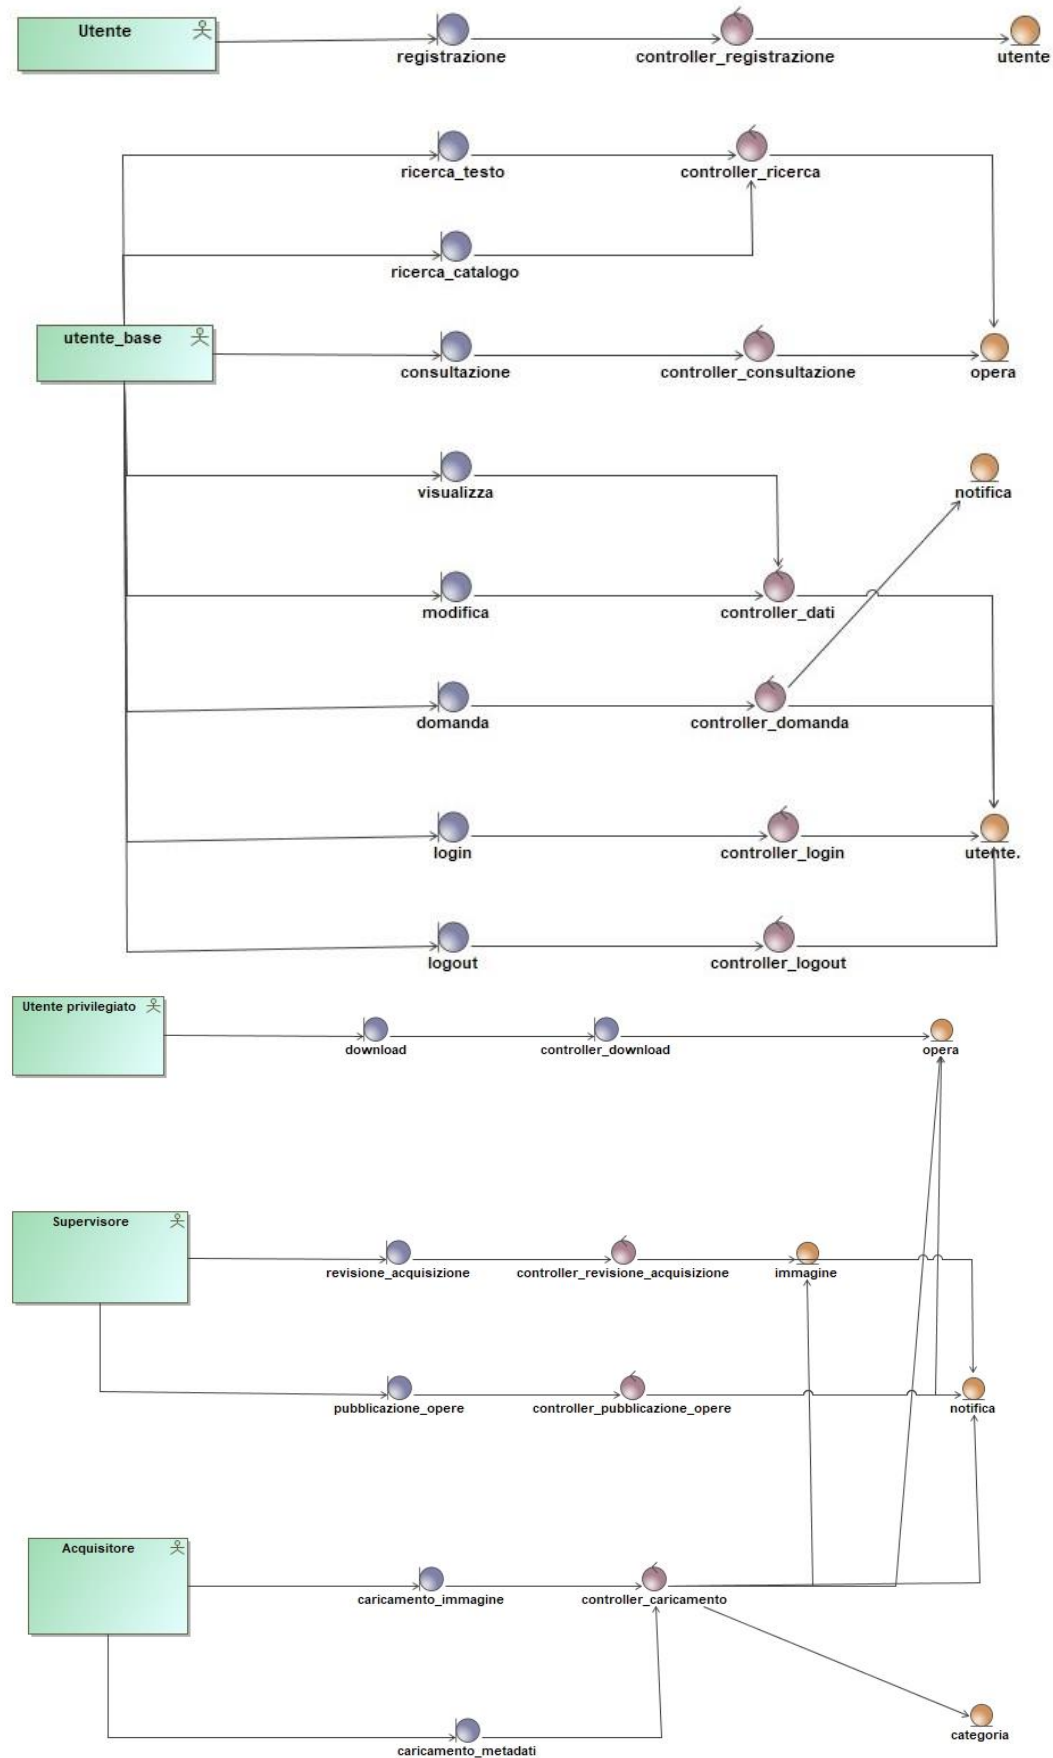 Utente
registrazione
controller_registrazione
utente
ricerca_testo
controller_ricerca
ricerca_catalogo
utente_base
consultazione
controller_consultazione
opera
visualizza
notifica
modifica
controller_dati
domanda
controller_domanda
login
controller_login
utente.
logout
controller_logout
Utente privilegiato
download
controller_download
opera
Supervisore
revisione_acquisizione
controller_revisione_acquisizione
immagine
pubblicazione_opere
controller_pubblicazione_opere
notifica
Acquisitore
caricamento_immagine
controller_caricamento
caricamento_metadati
categoria